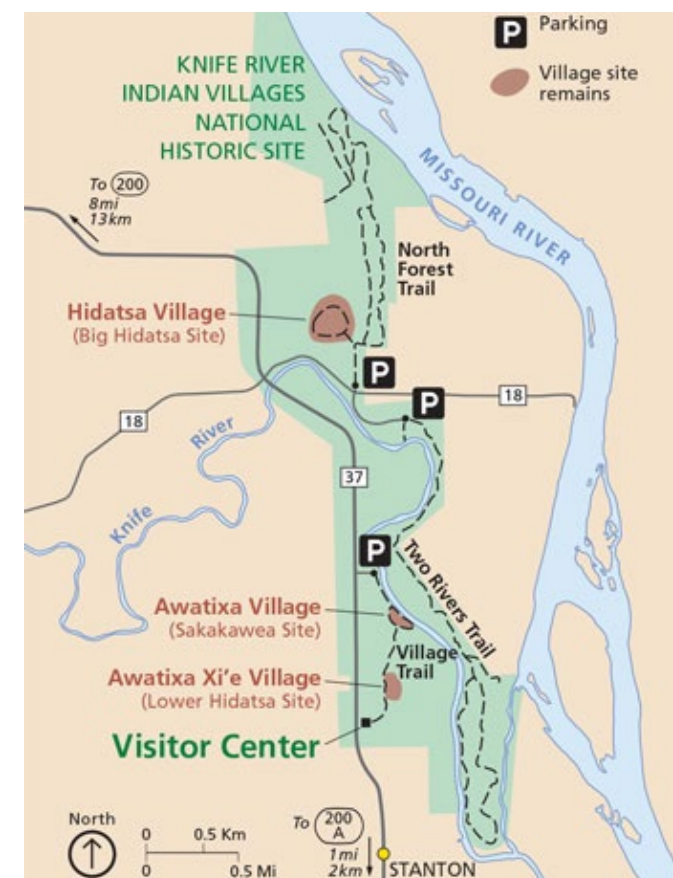 P Parking
Village site
remains
KNIFE RIVER
INDIAN VILLAGES
NATIONAL
HISTORIC SITE
MISSOURI RIVER
To 200
8mi
13km
North
Forest
Trail
Hidatsa Village
(Big Hidatsa Site)
P
P
18
18
River
Knife
37
P
Two Rivers Trail
Awatixa Village
(Sakakawea Site)
Village
Trail
Awatixa Xi'e Village
(Lower Hidatsa Site)
Visitor Center
North
0 0.5 Km
0 0.5 Mi
To 200
A
1mi
2km
STANTON